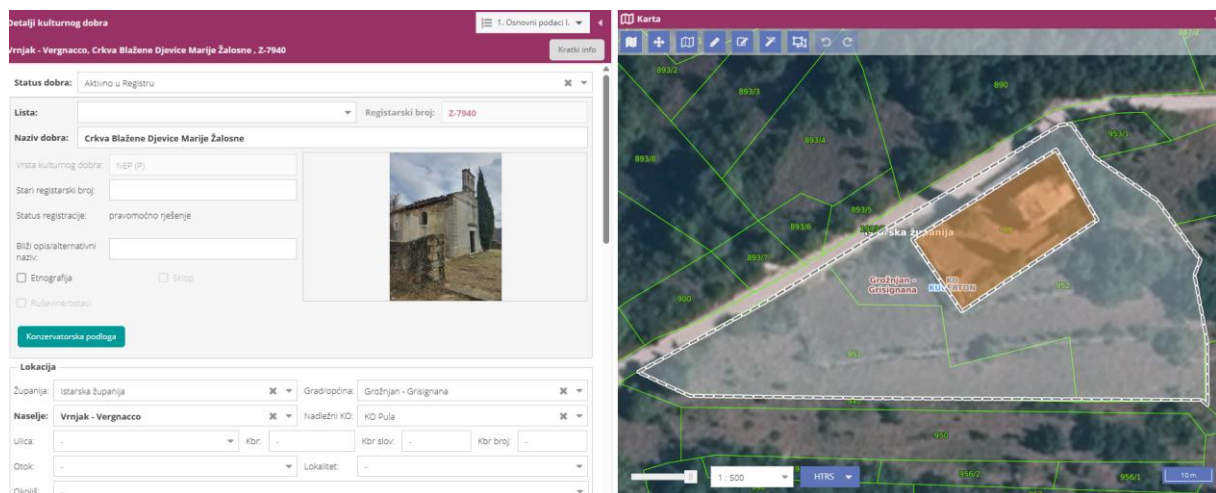 Detalji kulturnog dobra
1. Osnovni podaci I.
Vrnjak - Vergnacco, Crkva Blažene Djevice Marije Žalosne , Z-7940
Kratki info
Status dobra: Aktivno u Registru
Lista:
Registarski broj: Z-7940
Naziv dobra: Crkva Blažene Djevice Marije Žalosne
Vrsta kulturnog dobra: NEP (P)
Stari registarski broj:
Status registracije: pravomoćno rješenje
Bliži opis/alternativni
naziv:
Etnografija
Sklop
Ruševina/ostaci
Konzervatorska podloga
Lokacija
Županija: Istarska županija
Grad/općina: Grožnjan - Grisignana
Naselje: Vrnjak - Vergnacco
Nadležni KO: KO Pula
Ulica: -
Kbr: -
Kbr slov: -
Kbr broj: -
Otok: -
Lokalitet: -
Okoliš: -
Karta
893/2
893/3
890
893/4
953/1
893/8
893/5
Istarska županija
893/6
893/7
Grožnjan -
Grisignana
KO
952
900
951
950
956/2
956/1
1 : 500
HTRS
10 m